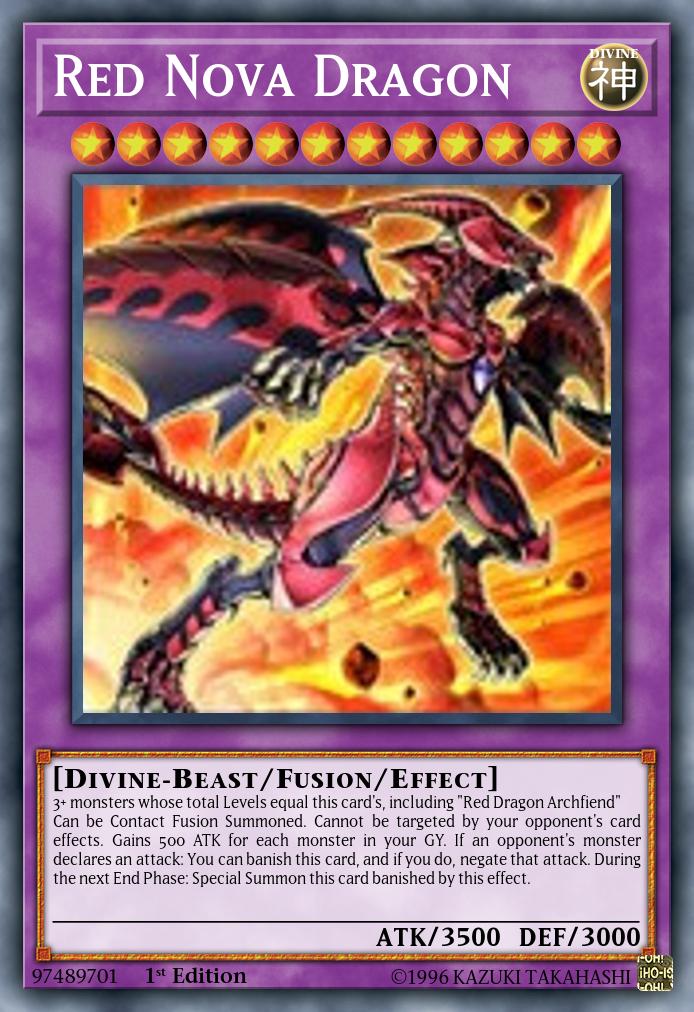 Red Nova Dragon
DIVINE
神
[Divine-Beast/Fusion/Effect]
3+ monsters whose total Levels equal this card's, including "Red Dragon Archfiend"
Can be Contact Fusion Summoned. Cannot be targeted by your opponent's card
effects. Gains 500 ATK for each monster in your GY. If an opponent's monster
declares an attack: You can banish this card, and if you do, negate that attack. During
the next End Phase: Special Summon this card banished by this effect.
ATK/3500 DEF/3000
97489701 1st Edition ©1996 KAZUKI TAKAHASHI